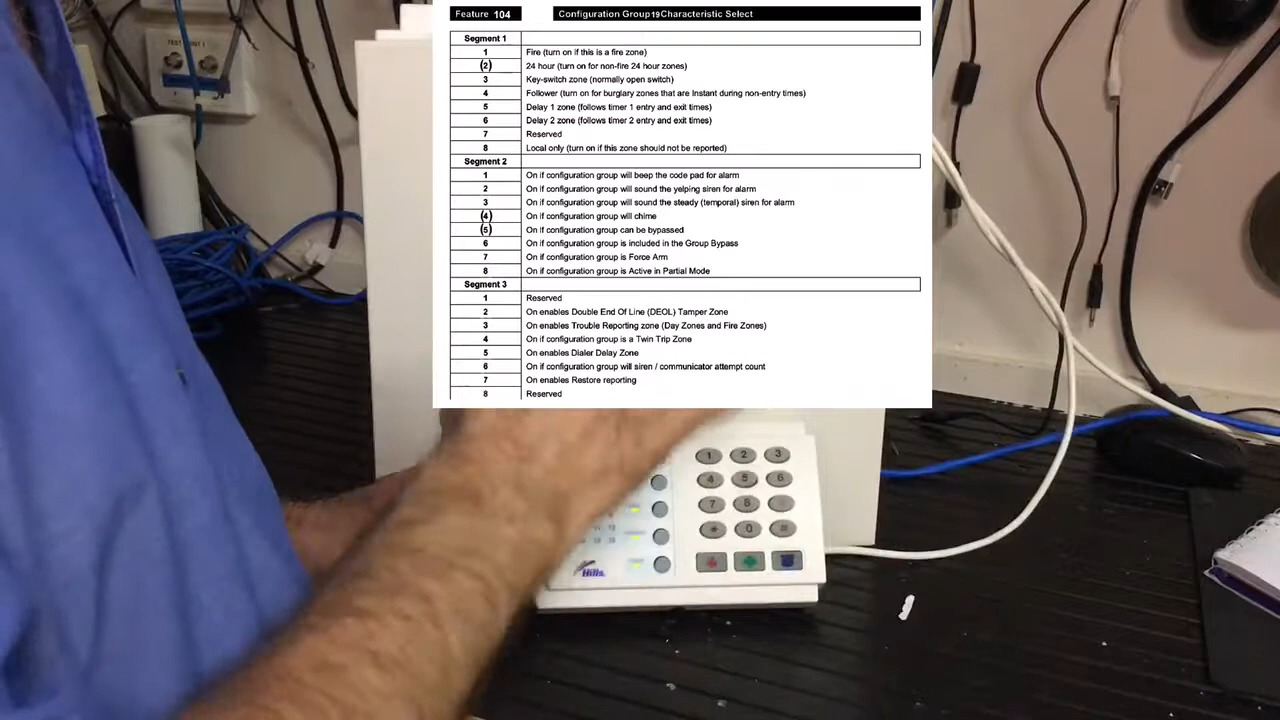 Feature 104 Configuration Group19Characteristic Select
Segment 1
1 Fire (turn on if this is a fire zone)
(2) 24 hour (turn on for non-fire 24 hour zones)
3 Key-switch zone (normally open switch)
4 Follower (turn on for burglary zones that are Instant during non-entry times)
5 Delay 1 zone (follows timer 1 entry and exit times)
6 Delay 2 zone (follows timer 2 entry and exit times)
7 Reserved
8 Local only (turn on if this zone should not be reported)
Segment 2
1 On if configuration group will beep the code pad for alarm
2 On if configuration group will sound the yelping siren for alarm
3 On if configuration group will sound the steady (temporal) siren for alarm
(4) On if configuration group will chime
(5) On if configuration group can be bypassed
6 On if configuration group is included in the Group Bypass
7 On if configuration group is Force Arm
8 On if configuration group is Active in Partial Mode
Segment 3
1 Reserved
2 On enables Double End Of Line (DEOL) Tamper Zone
3 On enables Trouble Reporting zone (Day Zones and Fire Zones)
4 On if configuration group is a Twin Trip Zone
5 On enables Dialer Delay Zone
6 On if configuration group will siren / communicator attempt count
7 On enables Restore reporting
8 Reserved
1 2 3
4 5 6
7 8
* 0
Hills